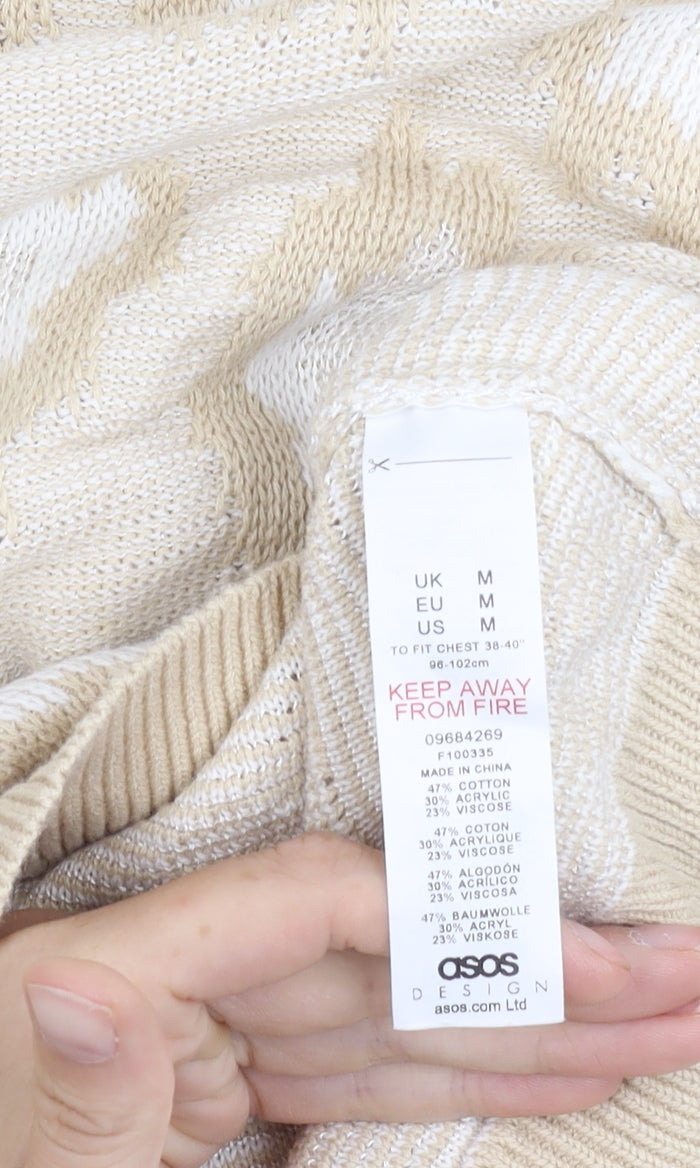 UK M
EU M
US M
TO FIT CHEST 38-40"
96-102cm
KEEP AWAY
FROM FIRE
09684269
F100335
MADE IN CHINA
47% COTTON
30% ACRYLIC
23% VISCOSE
47% COTON
30% ACRYLIQUE
23% VISCOSE
47% ALGODÓN
30% ACRÍLICO
23% VISCOSA
47% BAUMWOLLE
30% ACRYL
23% VISKOSE
asos
DESIGN
asos.com Ltd